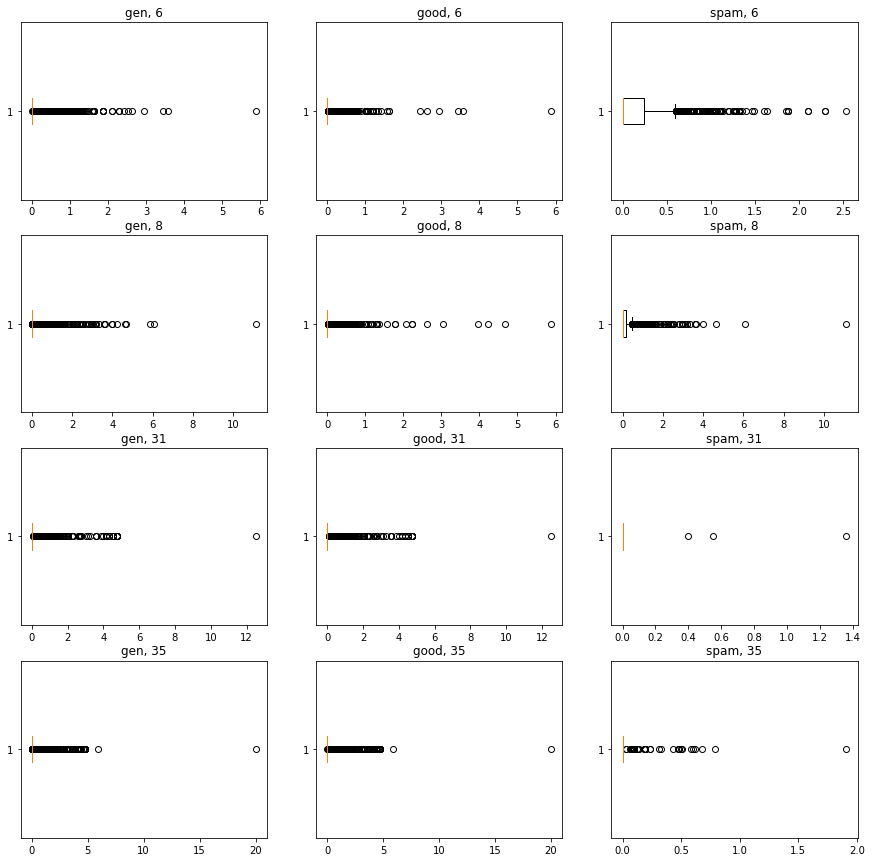 gen, 6 good, 6 spam, 6
1 1 1
0 1 2 3 4 5 6 0 1 2 3 4 5 6 0.0 0.5 1.0 1.5 2.0 2.5
gen, 8 good, 8 spam, 8
1 1 1
0 2 4 6 8 10 0 1 2 3 4 5 6 0 2 4 6 8 10
gen, 31 good, 31 spam, 31
1 1 1
0 2 4 6 8 10 12 0 2 4 6 8 10 12 0.0 0.2 0.4 0.6 0.8 1.0 1.2 1.4
gen, 35 good, 35 spam, 35
1 1 1
0 5 10 15 20 0 5 10 15 20 0.0 0.5 1.0 1.5 2.0